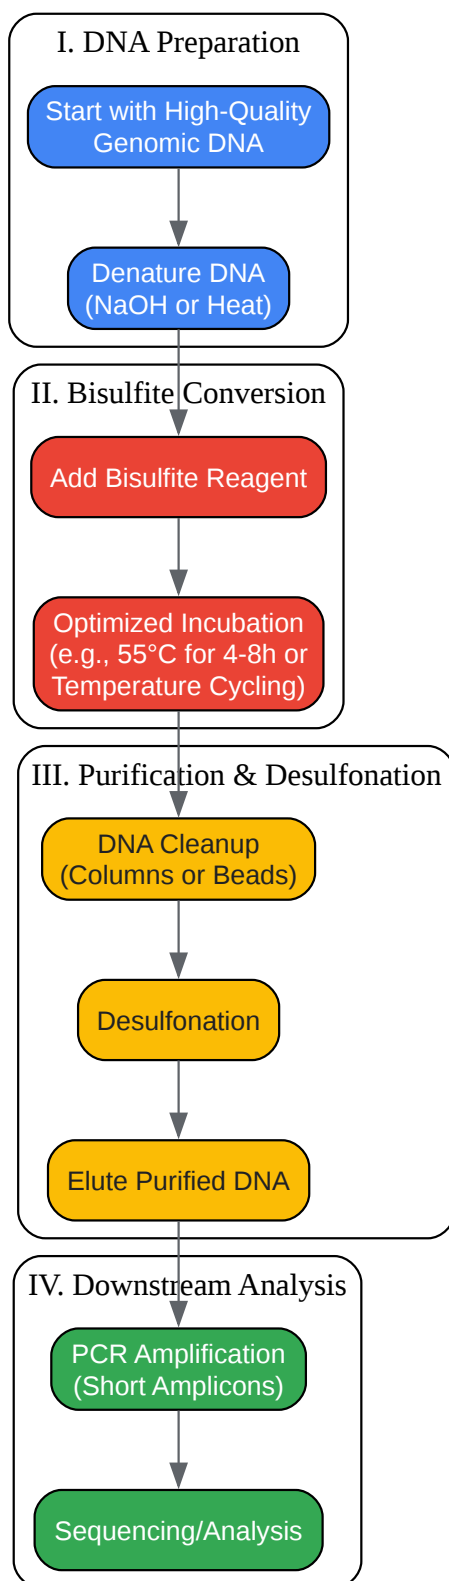 I. DNA Preparation
Start with High-Quality
Genomic DNA
Denature DNA
(NaOH or Heat)
II. Bisulfite Conversion
Add Bisulfite Reagent
Optimized Incubation
(e.g., 55°C for 4-8h or
Temperature Cycling)
III. Purification & Desulfonation
DNA Cleanup
(Columns or Beads)
Desulfonation
Elute Purified DNA
IV. Downstream Analysis
PCR Amplification
(Short Amplicons)
Sequencing/Analysis